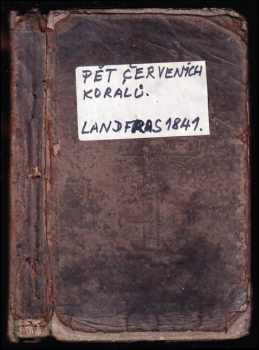 PĚT ČERVENÝCH
KORALŮ.
LANDFRAS 1841.